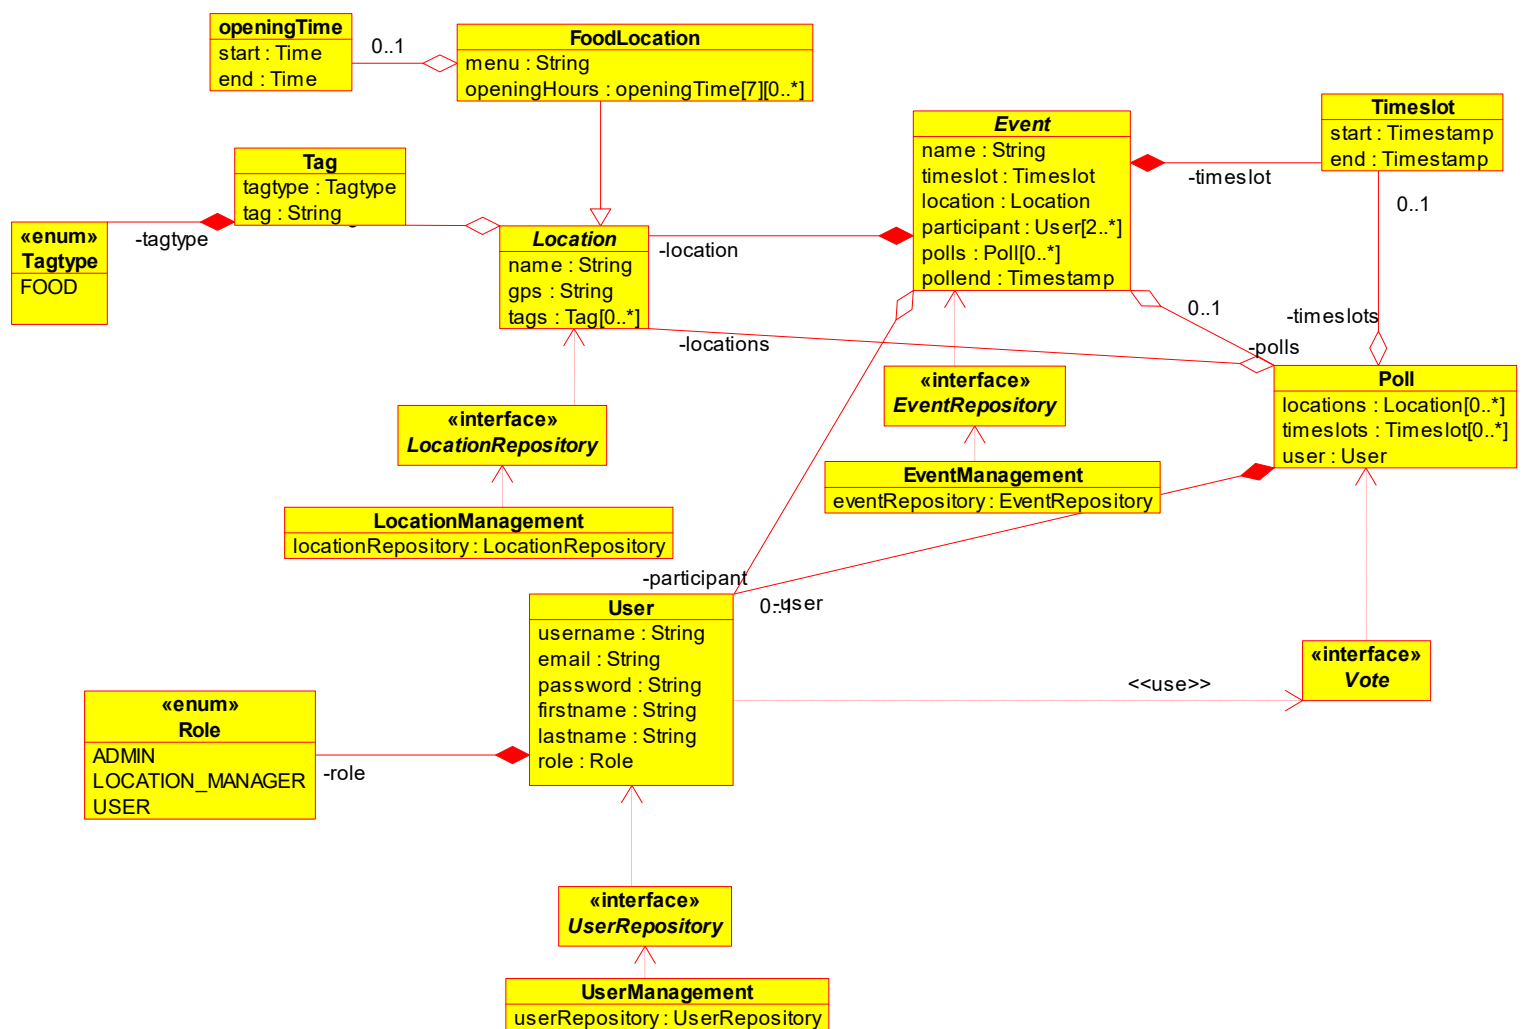 openingTime
start : Time
end : Time
0..1
FoodLocation
menu : String
openingHours : openingTime[7][0..*]
Event
name : String
timeslot : Timeslot
location : Location
participant : User[2..*]
polls : Poll[0..*]
pollend : Timestamp
Timeslot
start : Timestamp
end : Timestamp
-timeslot
0..1
Tag
tagtype : Tagtype
tag : String
-tagtype
«enum»
Tagtype
FOOD
Location
name : String
gps : String
tags : Tag[0..*]
-location
-locations
0..1
-polls
-timeslots
Poll
locations : Location[0..*]
timeslots : Timeslot[0..*]
user : User
«interface»
EventRepository
«interface»
LocationRepository
EventManagement
eventRepository : EventRepository
LocationManagement
locationRepository : LocationRepository
-participant
0..1
-user
User
username : String
email : String
password : String
firstname : String
lastname : String
role : Role
<<use>>
«interface»
Vote
«enum»
Role
ADMIN
LOCATION_MANAGER
USER
-role
«interface»
UserRepository
UserManagement
userRepository : UserRepository